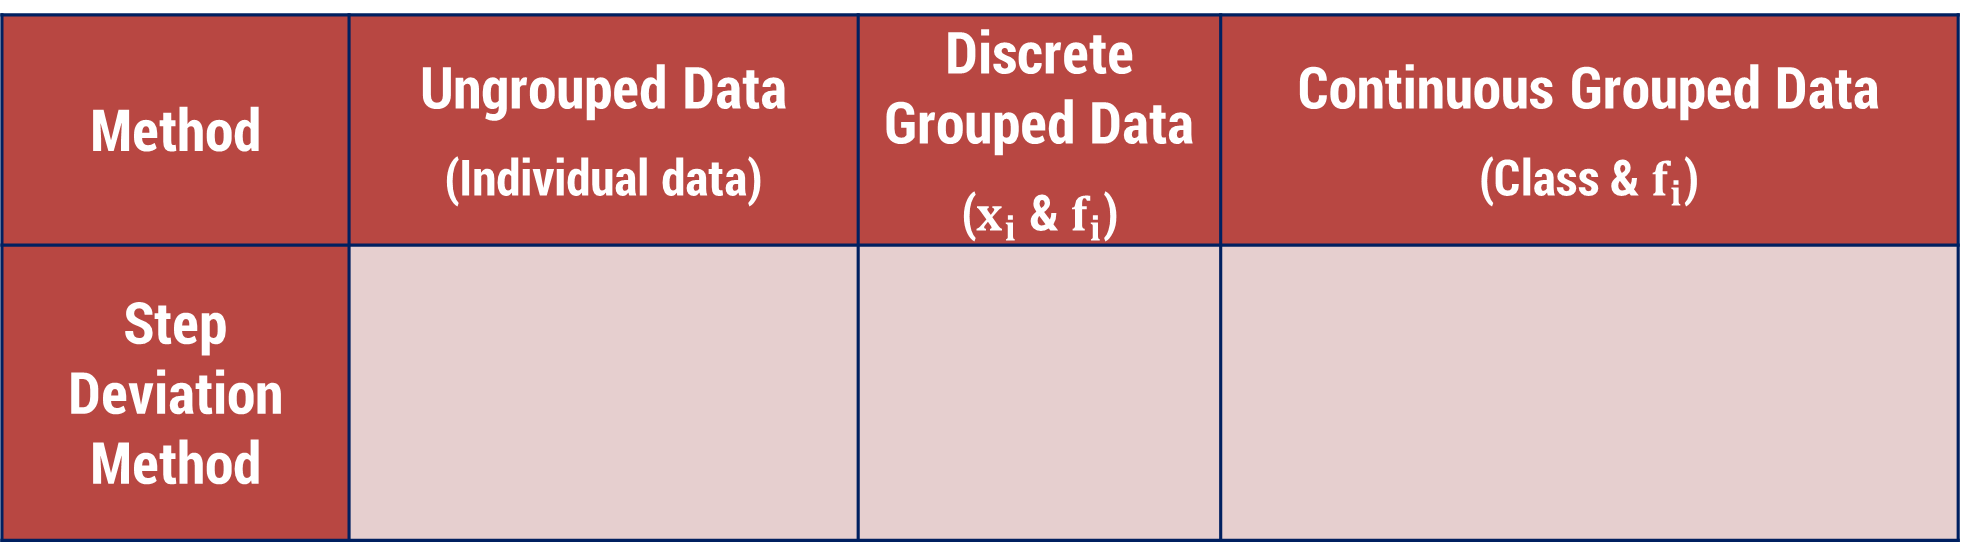 Method
Ungrouped Data
(Individual data)
Discrete
Grouped Data
(xᵢ & fᵢ)
Continuous Grouped Data
(Class & fᵢ)
Step
Deviation
Method